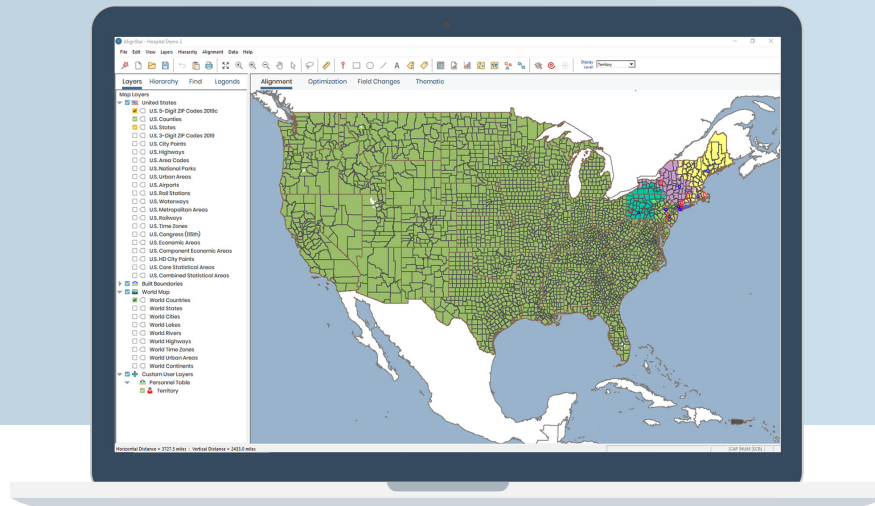 AlignStar - Hospital Demo 2
File Edit View Layers Hierarchy Alignment Data Help
Display Level Territory
Layers Hierarchy Find Legends
Alignment Optimization Field Changes Thematic
Map Layers
United States
U.S. 5-Digit ZIP Codes 2019c
U.S. Counties
U.S. States
U.S. 3-Digit ZIP Codes 2019
U.S. City Points
U.S. Highways
U.S. Area Codes
U.S. National Parks
U.S. Urban Areas
U.S. Airports
U.S. Rail Stations
U.S. Waterways
U.S. Metropolitan Areas
U.S. Railways
U.S. Time Zones
U.S. Congress (116th)
U.S. Economic Areas
U.S. Component Economic Areas
U.S. HD City Points
U.S. Core Statistical Areas
U.S. Combined Statistical Areas
Built Boundaries
World Map
World Countries
World States
World Cities
World Lakes
World Rivers
World Highways
World Time Zones
World Urban Areas
World Continents
Custom User Layers
Personnel Table
Territory
Horizontal Distance = 3727.5 miles : Vertical Distance = 2433.0 miles
CAP NUM SCRL